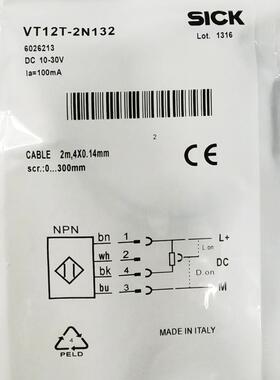 VT12T-2N132
SICK
6026213
Lot. 1316
DC 10-30V
Ia=100mA
2
CABLE 2m,4X0.14mm
scr.:0...300mm
CE
NPN
bn 1 L+
L.on
wh 2
DC
bk 4
D.on
bu 3 M
4
PELD
MADE IN ITALY